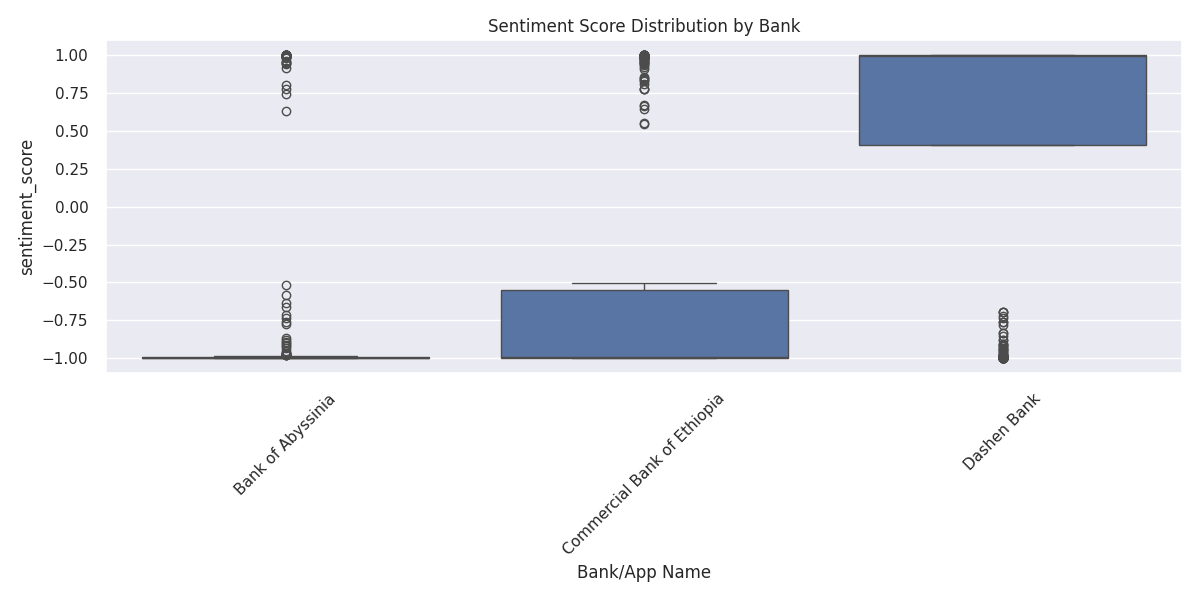 Sentiment Score Distribution by Bank
sentiment_score
1.00
0.75
0.50
0.25
0.00
−0.25
−0.50
−0.75
−1.00
Bank of Abyssinia
Commercial Bank of Ethiopia
Dashen Bank
Bank/App Name